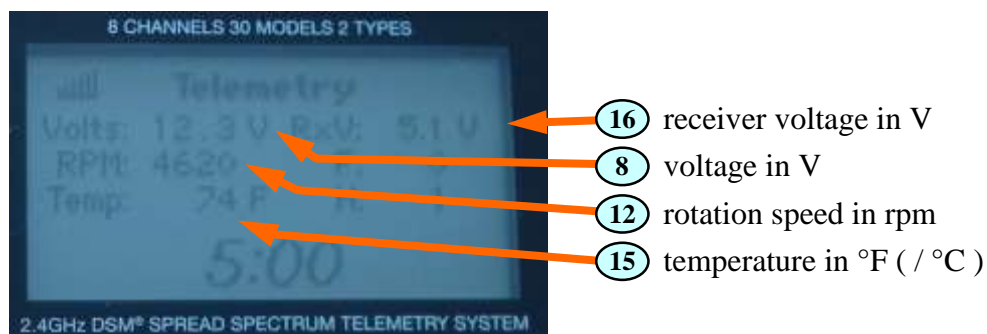 8 CHANNELS 30 MODELS 2 TYPES
Telemetry
Volts: 12.3 V RxV: 5.1 V
RPM: 4620 F: 0
Temp: 74 F H: 1
5:00
2.4GHz DSM® SPREAD SPECTRUM TELEMETRY SYSTEM
16 receiver voltage in V
8 voltage in V
12 rotation speed in rpm
15 temperature in °F ( / °C )